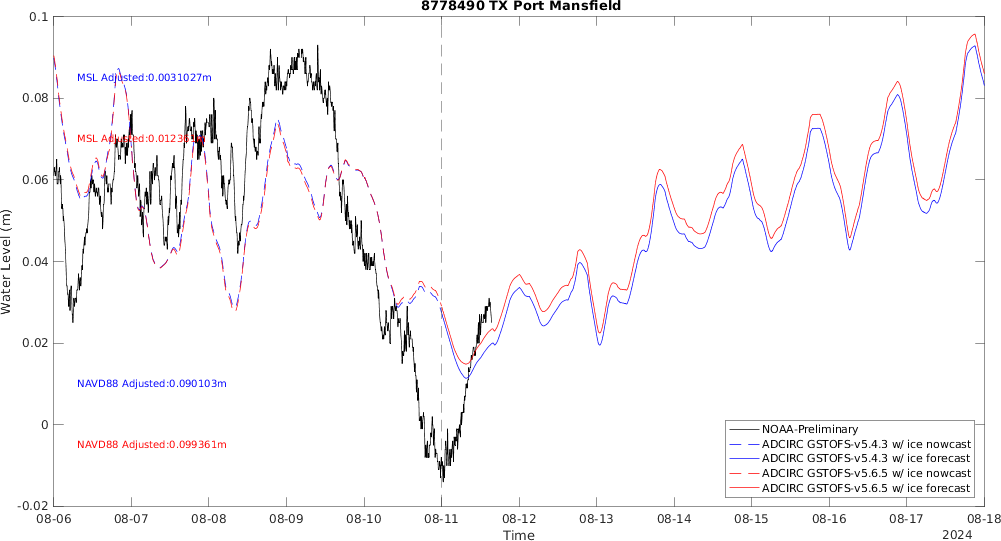 8778490 TX Port Mansfield
0.1
0.08
0.06
0.04
0.02
0
-0.02
Water Level (m)
MSL Adjusted:0.0031027m
MSL Adjusted:0.0123
NAVD88 Adjusted:0.090103m
NAVD88 Adjusted:0.099361m
NOAA-Preliminary
ADCIRC GSTOFS-v5.4.3 w/ ice nowcast
ADCIRC GSTOFS-v5.4.3 w/ ice forecast
ADCIRC GSTOFS-v5.6.5 w/ ice nowcast
ADCIRC GSTOFS-v5.6.5 w/ ice forecast
08-06 08-07 08-08 08-09 08-10 08-11 08-12 08-13 08-14 08-15 08-16 08-17 08-18
Time
2024